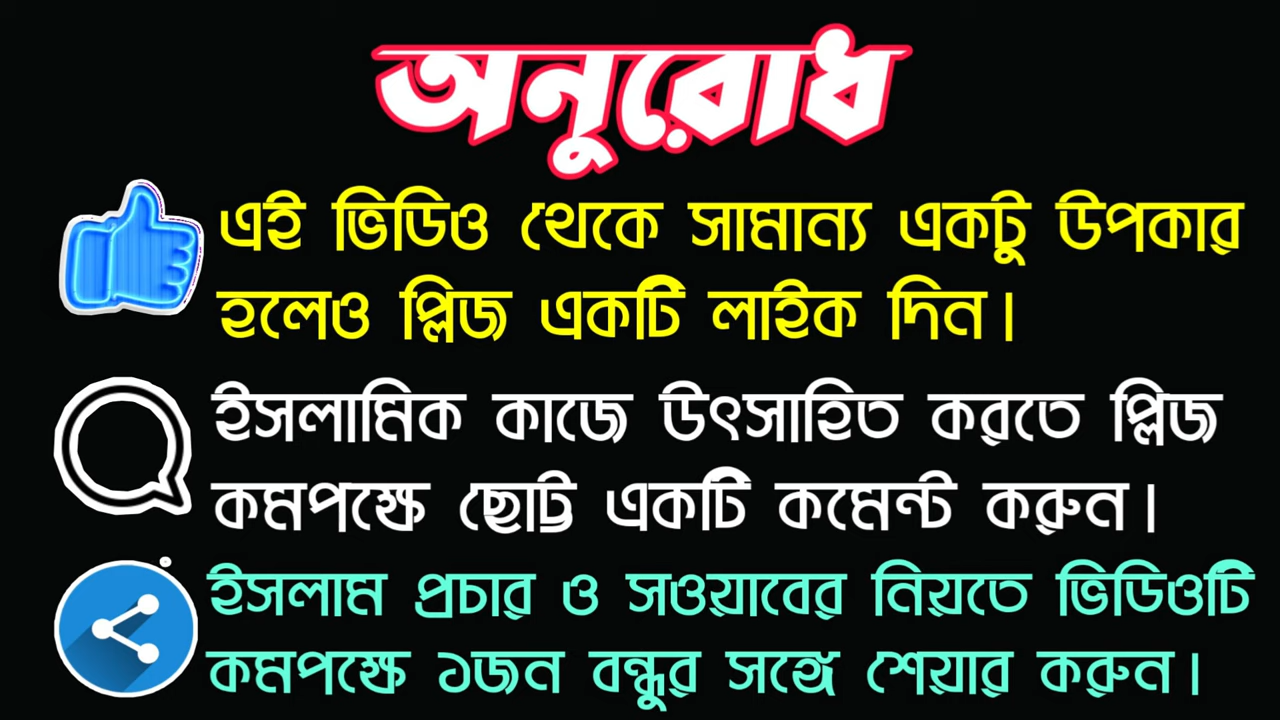 অনুরোধ
এই ভিডিও থেকে সামান্য একটু উপকার
হলেও প্লিজ একটি লাইক দিন।
ইসলামিক কাজে উৎসাহিত করতে প্লিজ
কমপক্ষে ছোট্ট একটি কমেন্ট করুন।
ইসলাম প্রচার ও সওয়াবের নিয়তে ভিডিওটি
কমপক্ষে ১জন বন্ধুর সঙ্গে শেয়ার করুন।